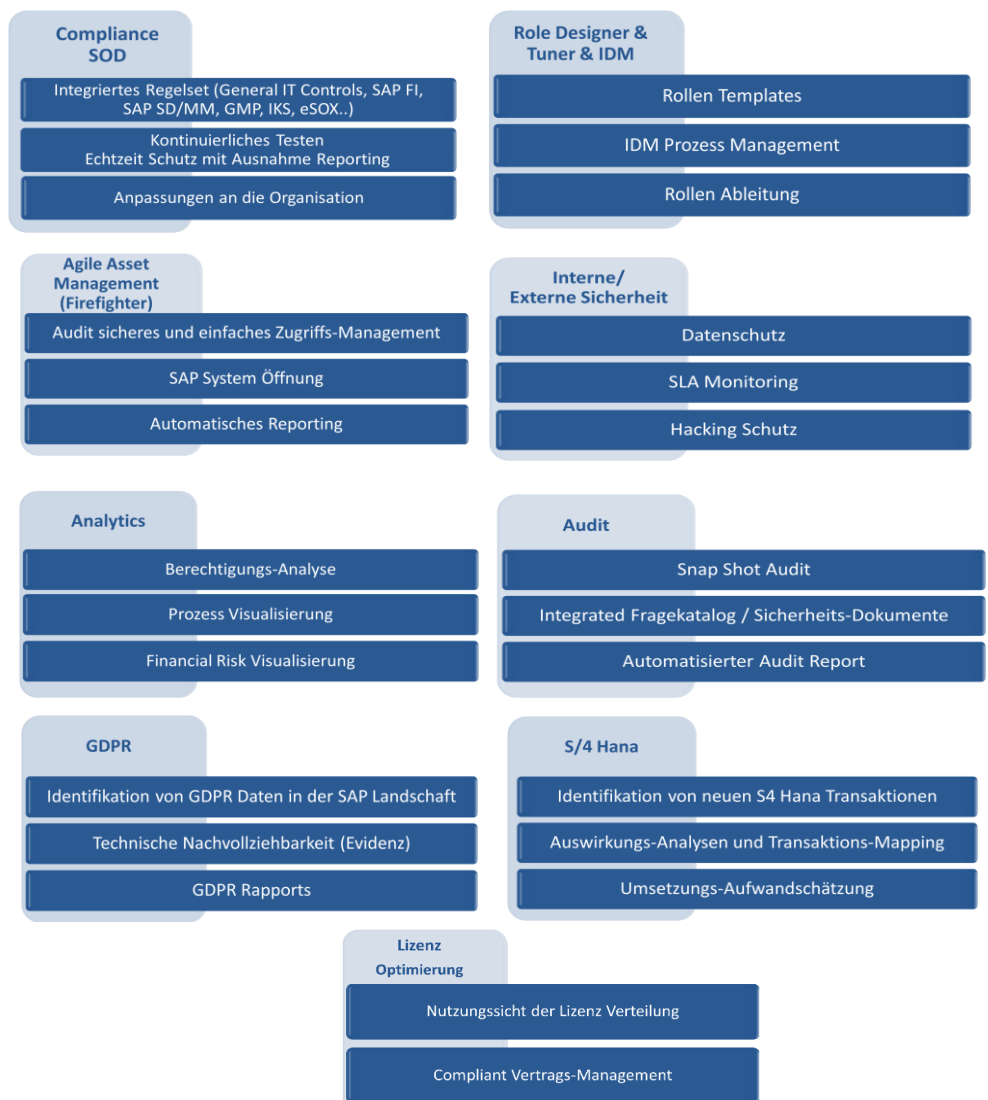 Compliance
SOD
Integriertes Regelset (General IT Controls, SAP FI,
SAP SD/MM, GMP, IKS, eSOX..)
Kontinuierliches Testen
Echtzeit Schutz mit Ausnahme Reporting
Anpassungen an die Organisation
Role Designer &
Tuner & IDM
Rollen Templates
IDM Prozess Management
Rollen Ableitung
Agile Asset
Management
(Firefighter)
Audit sicheres und einfaches Zugriffs-Management
SAP System Öffnung
Automatisches Reporting
Interne/
Externe Sicherheit
Datenschutz
SLA Monitoring
Hacking Schutz
Analytics
Berechtigungs-Analyse
Prozess Visualisierung
Financial Risk Visualisierung
Audit
Snap Shot Audit
Integrated Fragekatalog / Sicherheits-Dokumente
Automatisierter Audit Report
GDPR
Identifikation von GDPR Daten in der SAP Landschaft
Technische Nachvollziehbarkeit (Evidenz)
GDPR Rapports
S/4 Hana
Identifikation von neuen S4 Hana Transaktionen
Auswirkungs-Analysen und Transaktions-Mapping
Umsetzungs-Aufwandschätzung
Lizenz
Optimierung
Nutzungssicht der Lizenz Verteilung
Compliant Vertrags-Management